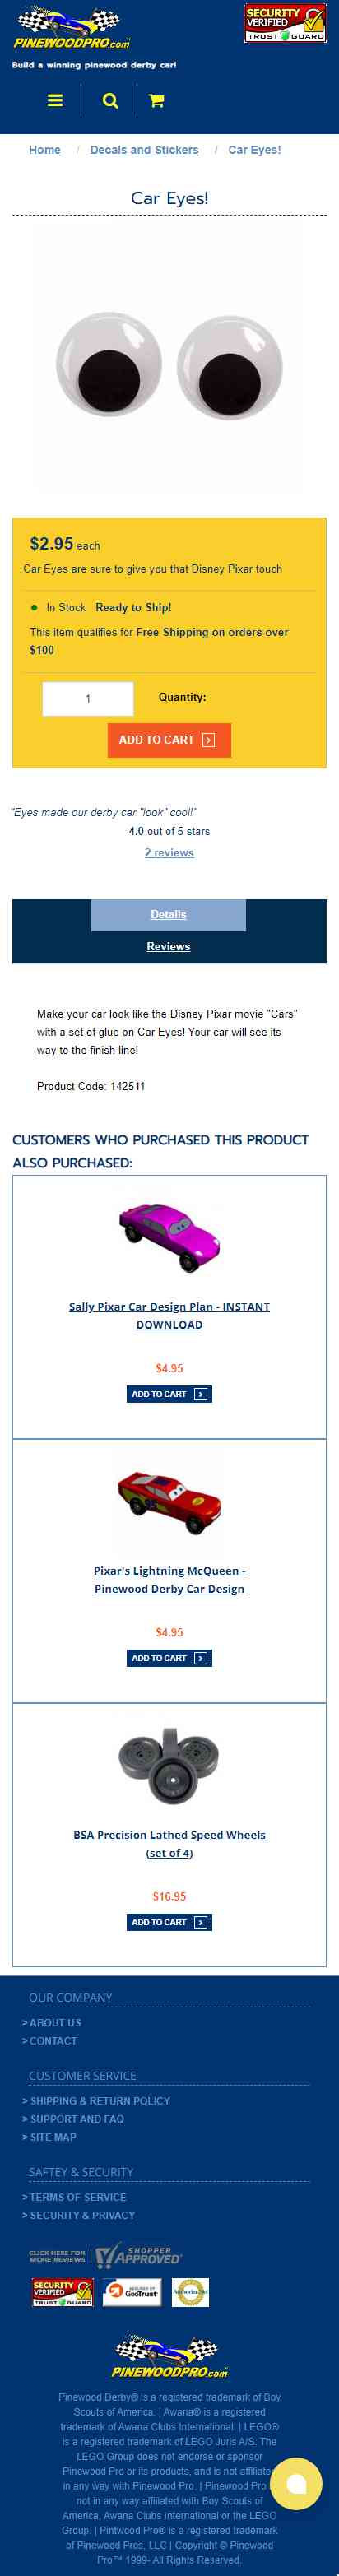 PINEWOODPRO.com
SECURITY
VERIFIED
TRUST GUARD
Build a winning pinewood derby car!
Home / Decals and Stickers / Car Eyes!
Car Eyes!
$2.95 each
Car Eyes are sure to give you that Disney Pixar touch
In Stock Ready to Ship!
This item qualifies for Free Shipping on orders over
$100
1 Quantity:
ADD TO CART
"Eyes made our derby car "look" cool!"
4.0 out of 5 stars
2 reviews
Details
Reviews
Make your car look like the Disney Pixar movie "Cars"
with a set of glue on Car Eyes! Your car will see its
way to the finish line!
Product Code: 142511
CUSTOMERS WHO PURCHASED THIS PRODUCT
ALSO PURCHASED:
Sally Pixar Car Design Plan - INSTANT
DOWNLOAD
$4.95
ADD TO CART
Pixar's Lightning McQueen -
Pinewood Derby Car Design
$4.95
ADD TO CART
BSA Precision Lathed Speed Wheels
(set of 4)
$16.95
ADD TO CART
OUR COMPANY
> ABOUT US
> CONTACT
CUSTOMER SERVICE
> SHIPPING & RETURN POLICY
> SUPPORT AND FAQ
> SITE MAP
SAFTEY & SECURITY
> TERMS OF SERVICE
> SECURITY & PRIVACY
CLICK HERE FOR
MORE REVIEWS
SHOPPER
APPROVED
SECURITY
VERIFIED
TRUST GUARD
GeoTrust
Authorize.Net
PINEWOODPRO.com
Pinewood Derby® is a registered trademark of Boy
Scouts of America. | Awana® is a registered
trademark of Awana Clubs International. | LEGO®
is a registered trademark of LEGO Juris A/S. The
LEGO Group does not endorse or sponsor
Pinewood Pro or its products, and is not affiliated
in any way with Pinewood Pro. | Pinewood Pro
not in any way affiliated with Boy Scouts of
America, Awana Clubs International or the LEGO
Group. | Pintwood Pro® is a registered trademark
of Pinewood Pros, LLC | Copyright © Pinewood
Pro™ 1999- All Rights Reserved.